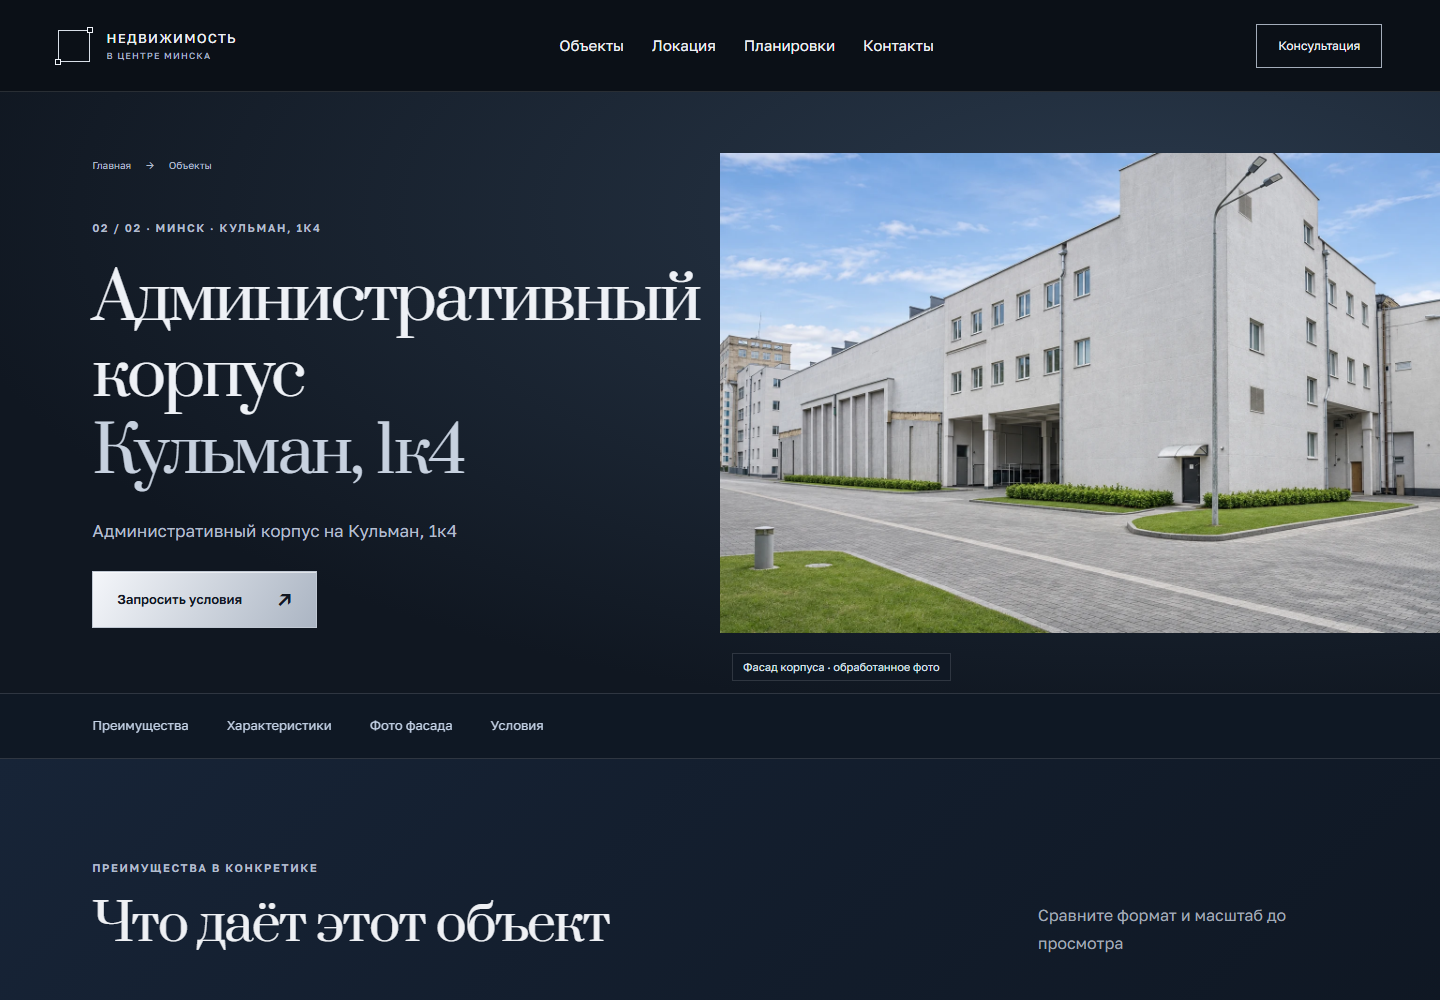 НЕДВИЖИМОСТЬ
В ЦЕНТРЕ МИНСКА
Объекты Локация Планировки Контакты
Консультация
Главная → Объекты
02 / 02 · МИНСК · КУЛЬМАН, 1К4
Административный
корпус
Кульман, 1к4
Административный корпус на Кульман, 1к4
Запросить условия
Фасад корпуса · обработанное фото
Преимущества Характеристики Фото фасада Условия
ПРЕИМУЩЕСТВА В КОНКРЕТИКЕ
Что даёт этот объект
Сравните формат и масштаб до
просмотра